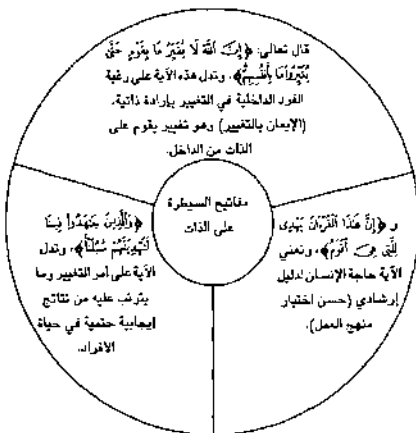 قال تعالى: ﴿إِنَّ اللَّهَ لَا يُغَيِّرُ مَا بِقَوْمٍ حَتَّىٰ
يُغَيِّرُوا مَا بِأَنفُسِهِمْ﴾، وتدل هذه الآية على رغبة
الفرد الداخلية في التغيير بإرادة ذاتية،
(الإيمان بالتغيير) وهو تغيير يقوم على
الذات من الداخل.
مفاتيح السيطرة
على الذات
و ﴿إِنَّ هَٰذَا الْقُرْآنَ يَهْدِي
لِلَّتِي هِيَ أَقْوَمُ﴾، وتعني
الآية حاجة الإنسان لدليل
إرشادي (حسن اختيار
منهج العمل).
﴿وَالَّذِينَ جَاهَدُوا فِينَا
لَنَهْدِيَنَّهُمْ سُبُلَنَا﴾، وتدل
الآية على أمر التغيير وما
يترتب عليه من نتائج
إيجابية حتمية في حياة
الأفراد.